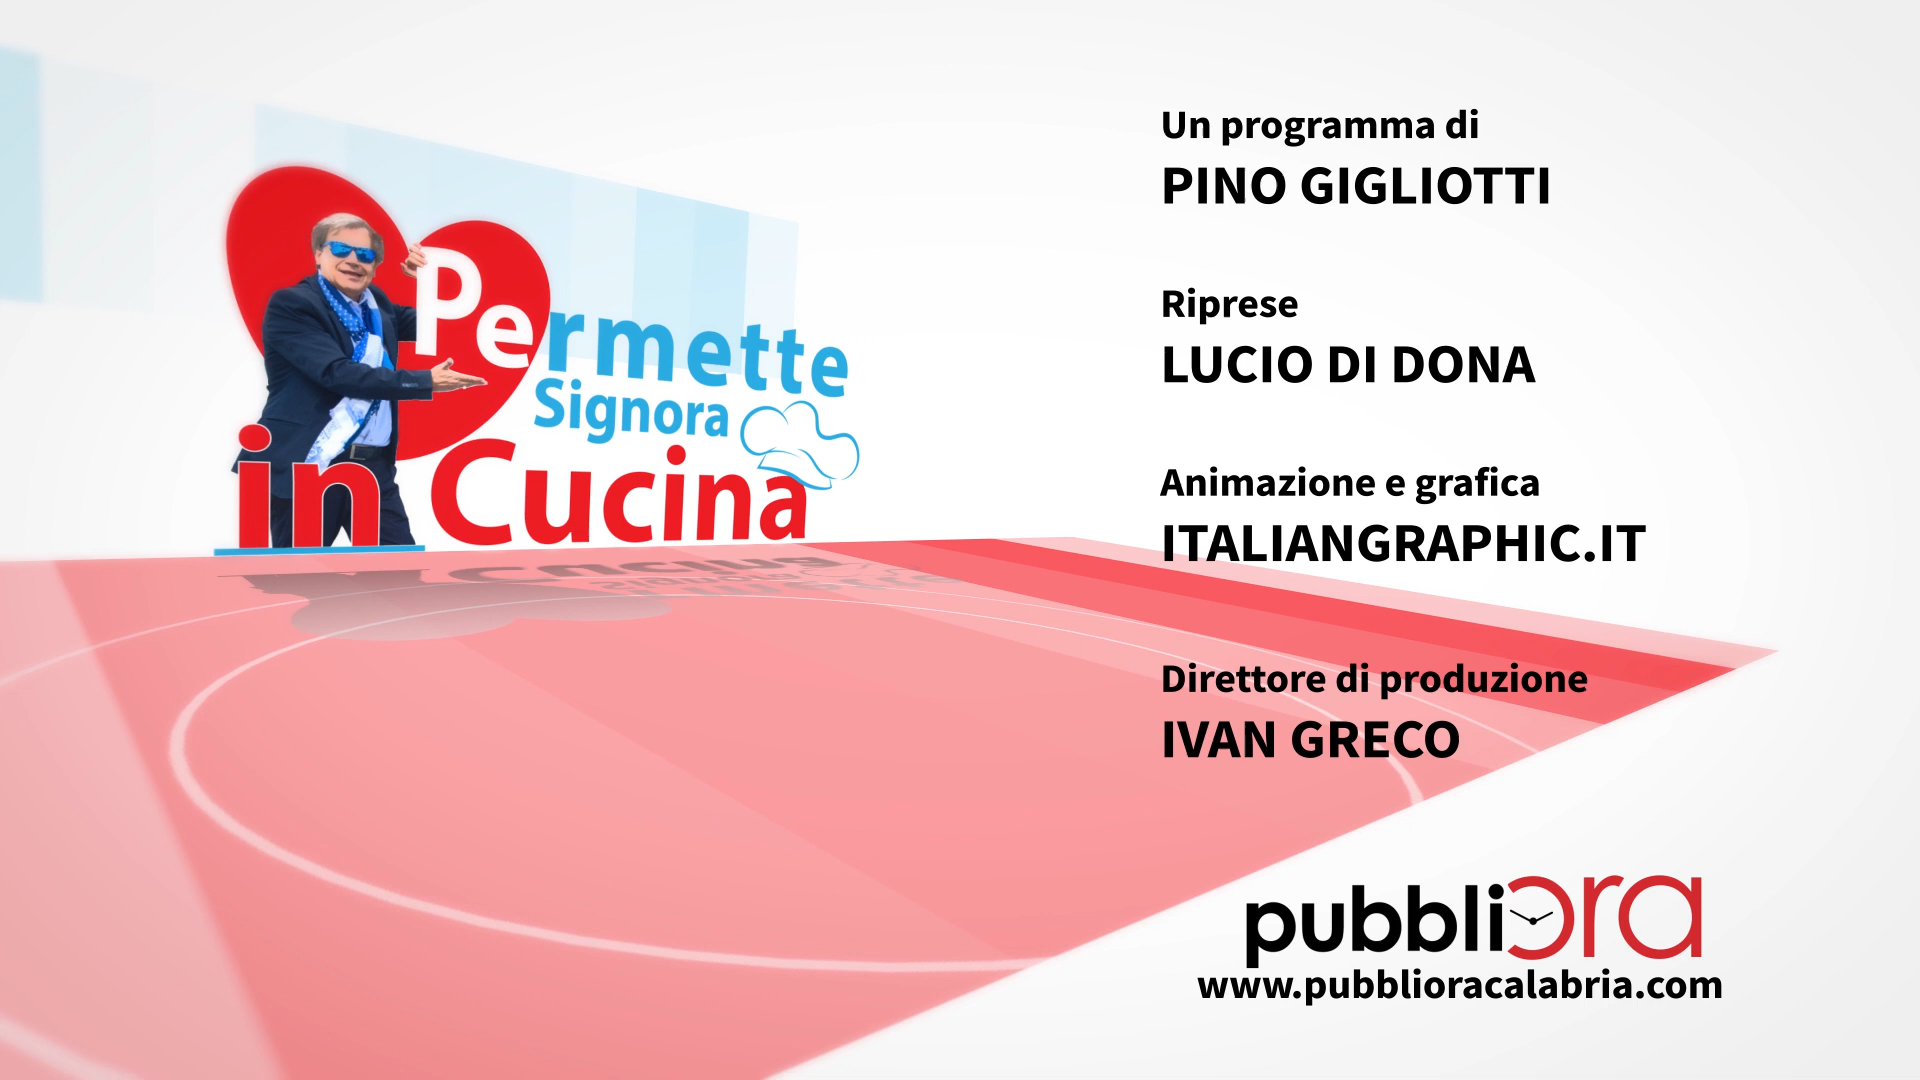 Permette
Signora
in Cucina
Un programma di
PINO GIGLIOTTI
Riprese
LUCIO DI DONA
Animazione e grafica
ITALIANGRAPHIC.IT
Direttore di produzione
IVAN GRECO
pubbliora
www.pubblioracalabria.com